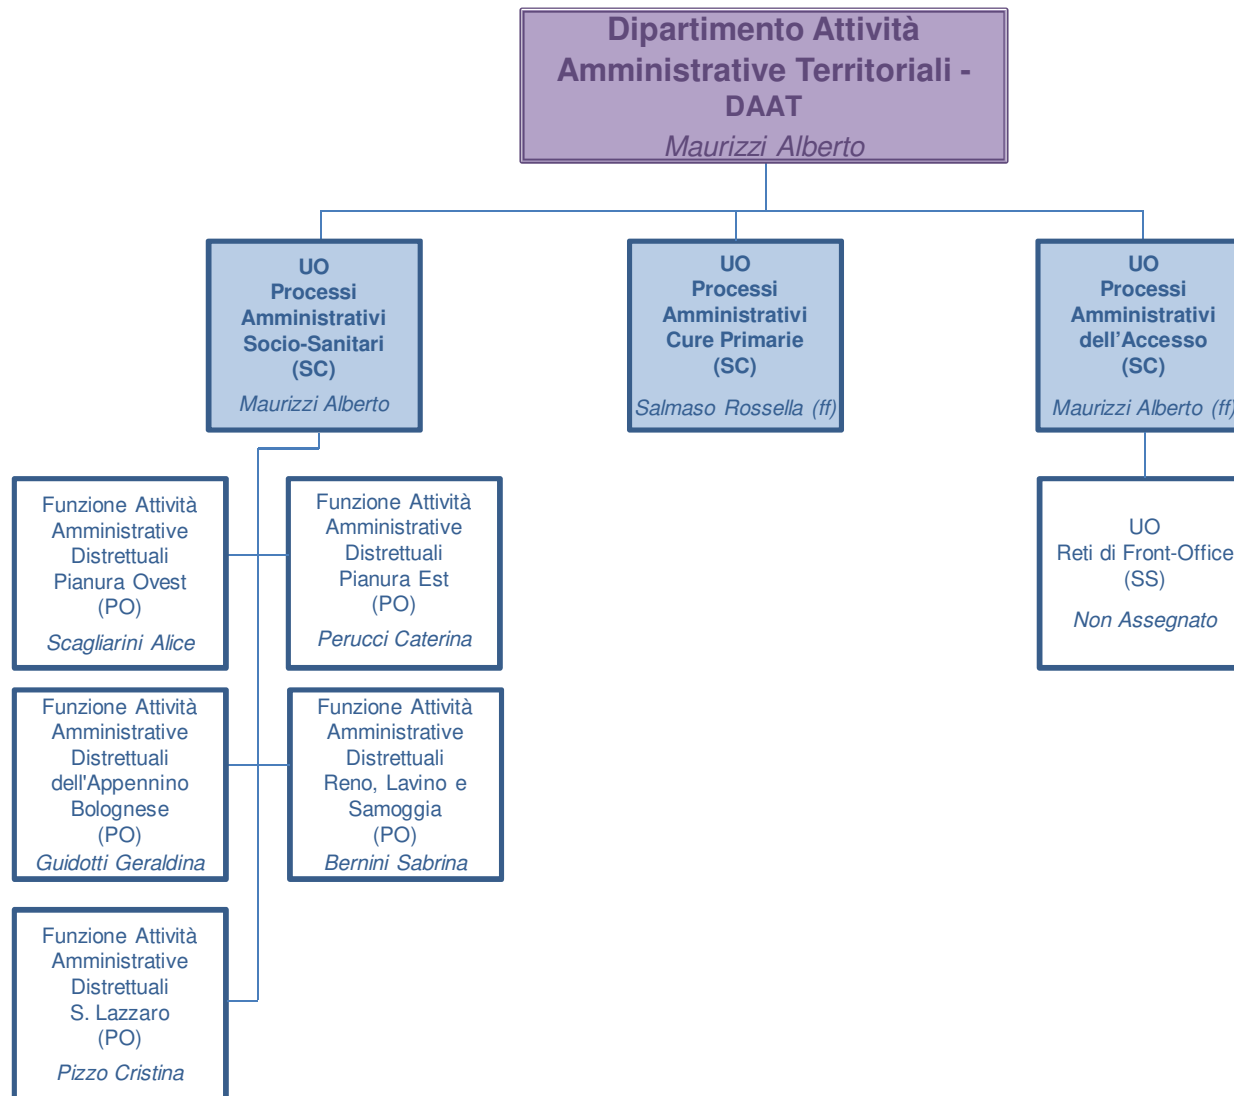 Dipartimento Attività
Amministrative Territoriali -
DAAT
Maurizzi Alberto
UO
Processi
Amministrativi
Socio-Sanitari
(SC)
Maurizzi Alberto
UO
Processi
Amministrativi
Cure Primarie
(SC)
Salmaso Rossella (ff)
UO
Processi
Amministrativi
dell’Accesso
(SC)
Maurizzi Alberto (ff)
Funzione Attività
Amministrative
Distrettuali
Pianura Ovest
(PO)
Scagliarini Alice
Funzione Attività
Amministrative
Distrettuali
Pianura Est
(PO)
Perucci Caterina
UO
Reti di Front-Office
(SS)
Non Assegnato
Funzione Attività
Amministrative
Distrettuali
dell'Appennino
Bolognese
(PO)
Guidotti Geraldina
Funzione Attività
Amministrative
Distrettuali
Reno, Lavino e
Samoggia
(PO)
Bernini Sabrina
Funzione Attività
Amministrative
Distrettuali
S. Lazzaro
(PO)
Pizzo Cristina